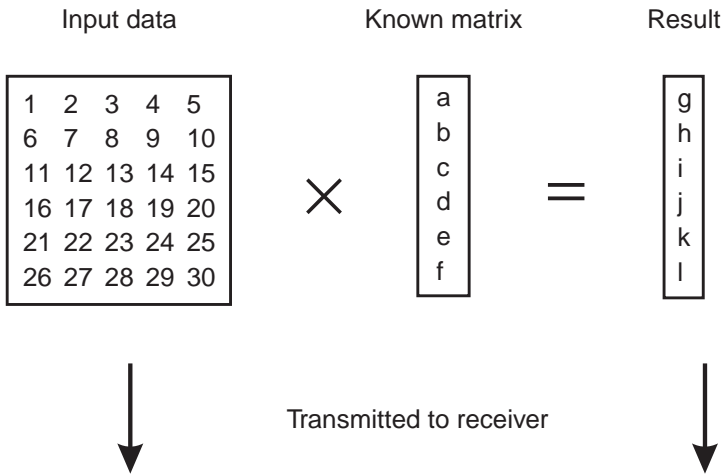 Input data Known matrix Result
1 2 3 4 5 a g
6 7 8 9 10 b h
11 12 13 14 15 c i
16 17 18 19 20 d j
21 22 23 24 25 e k
26 27 28 29 30 f l
× =
Transmitted to receiver